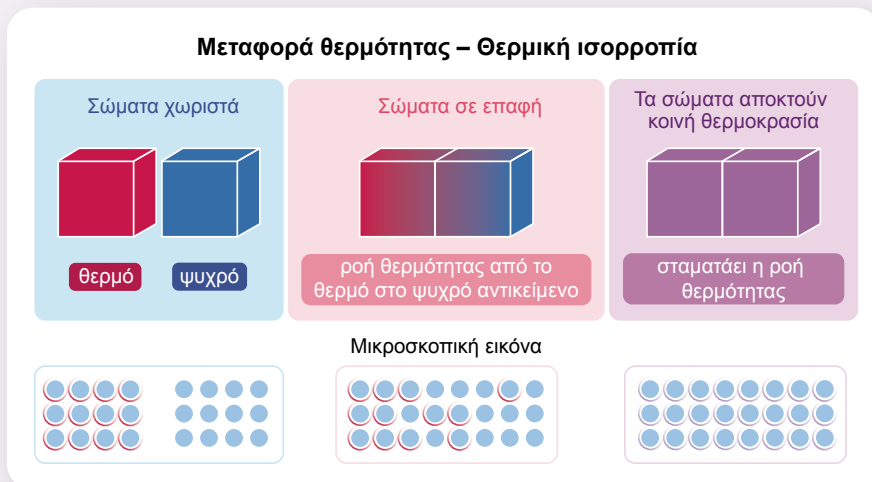 Μεταφορά θερμότητας – Θερμική ισορροπία
Σώματα χωριστά
θερμό
ψυχρό
Σώματα σε επαφή
ροή θερμότητας από το
θερμό στο ψυχρό αντικείμενο
Τα σώματα αποκτούν
κοινή θερμοκρασία
σταματάει η ροή
θερμότητας
Μικροσκοπική εικόνα